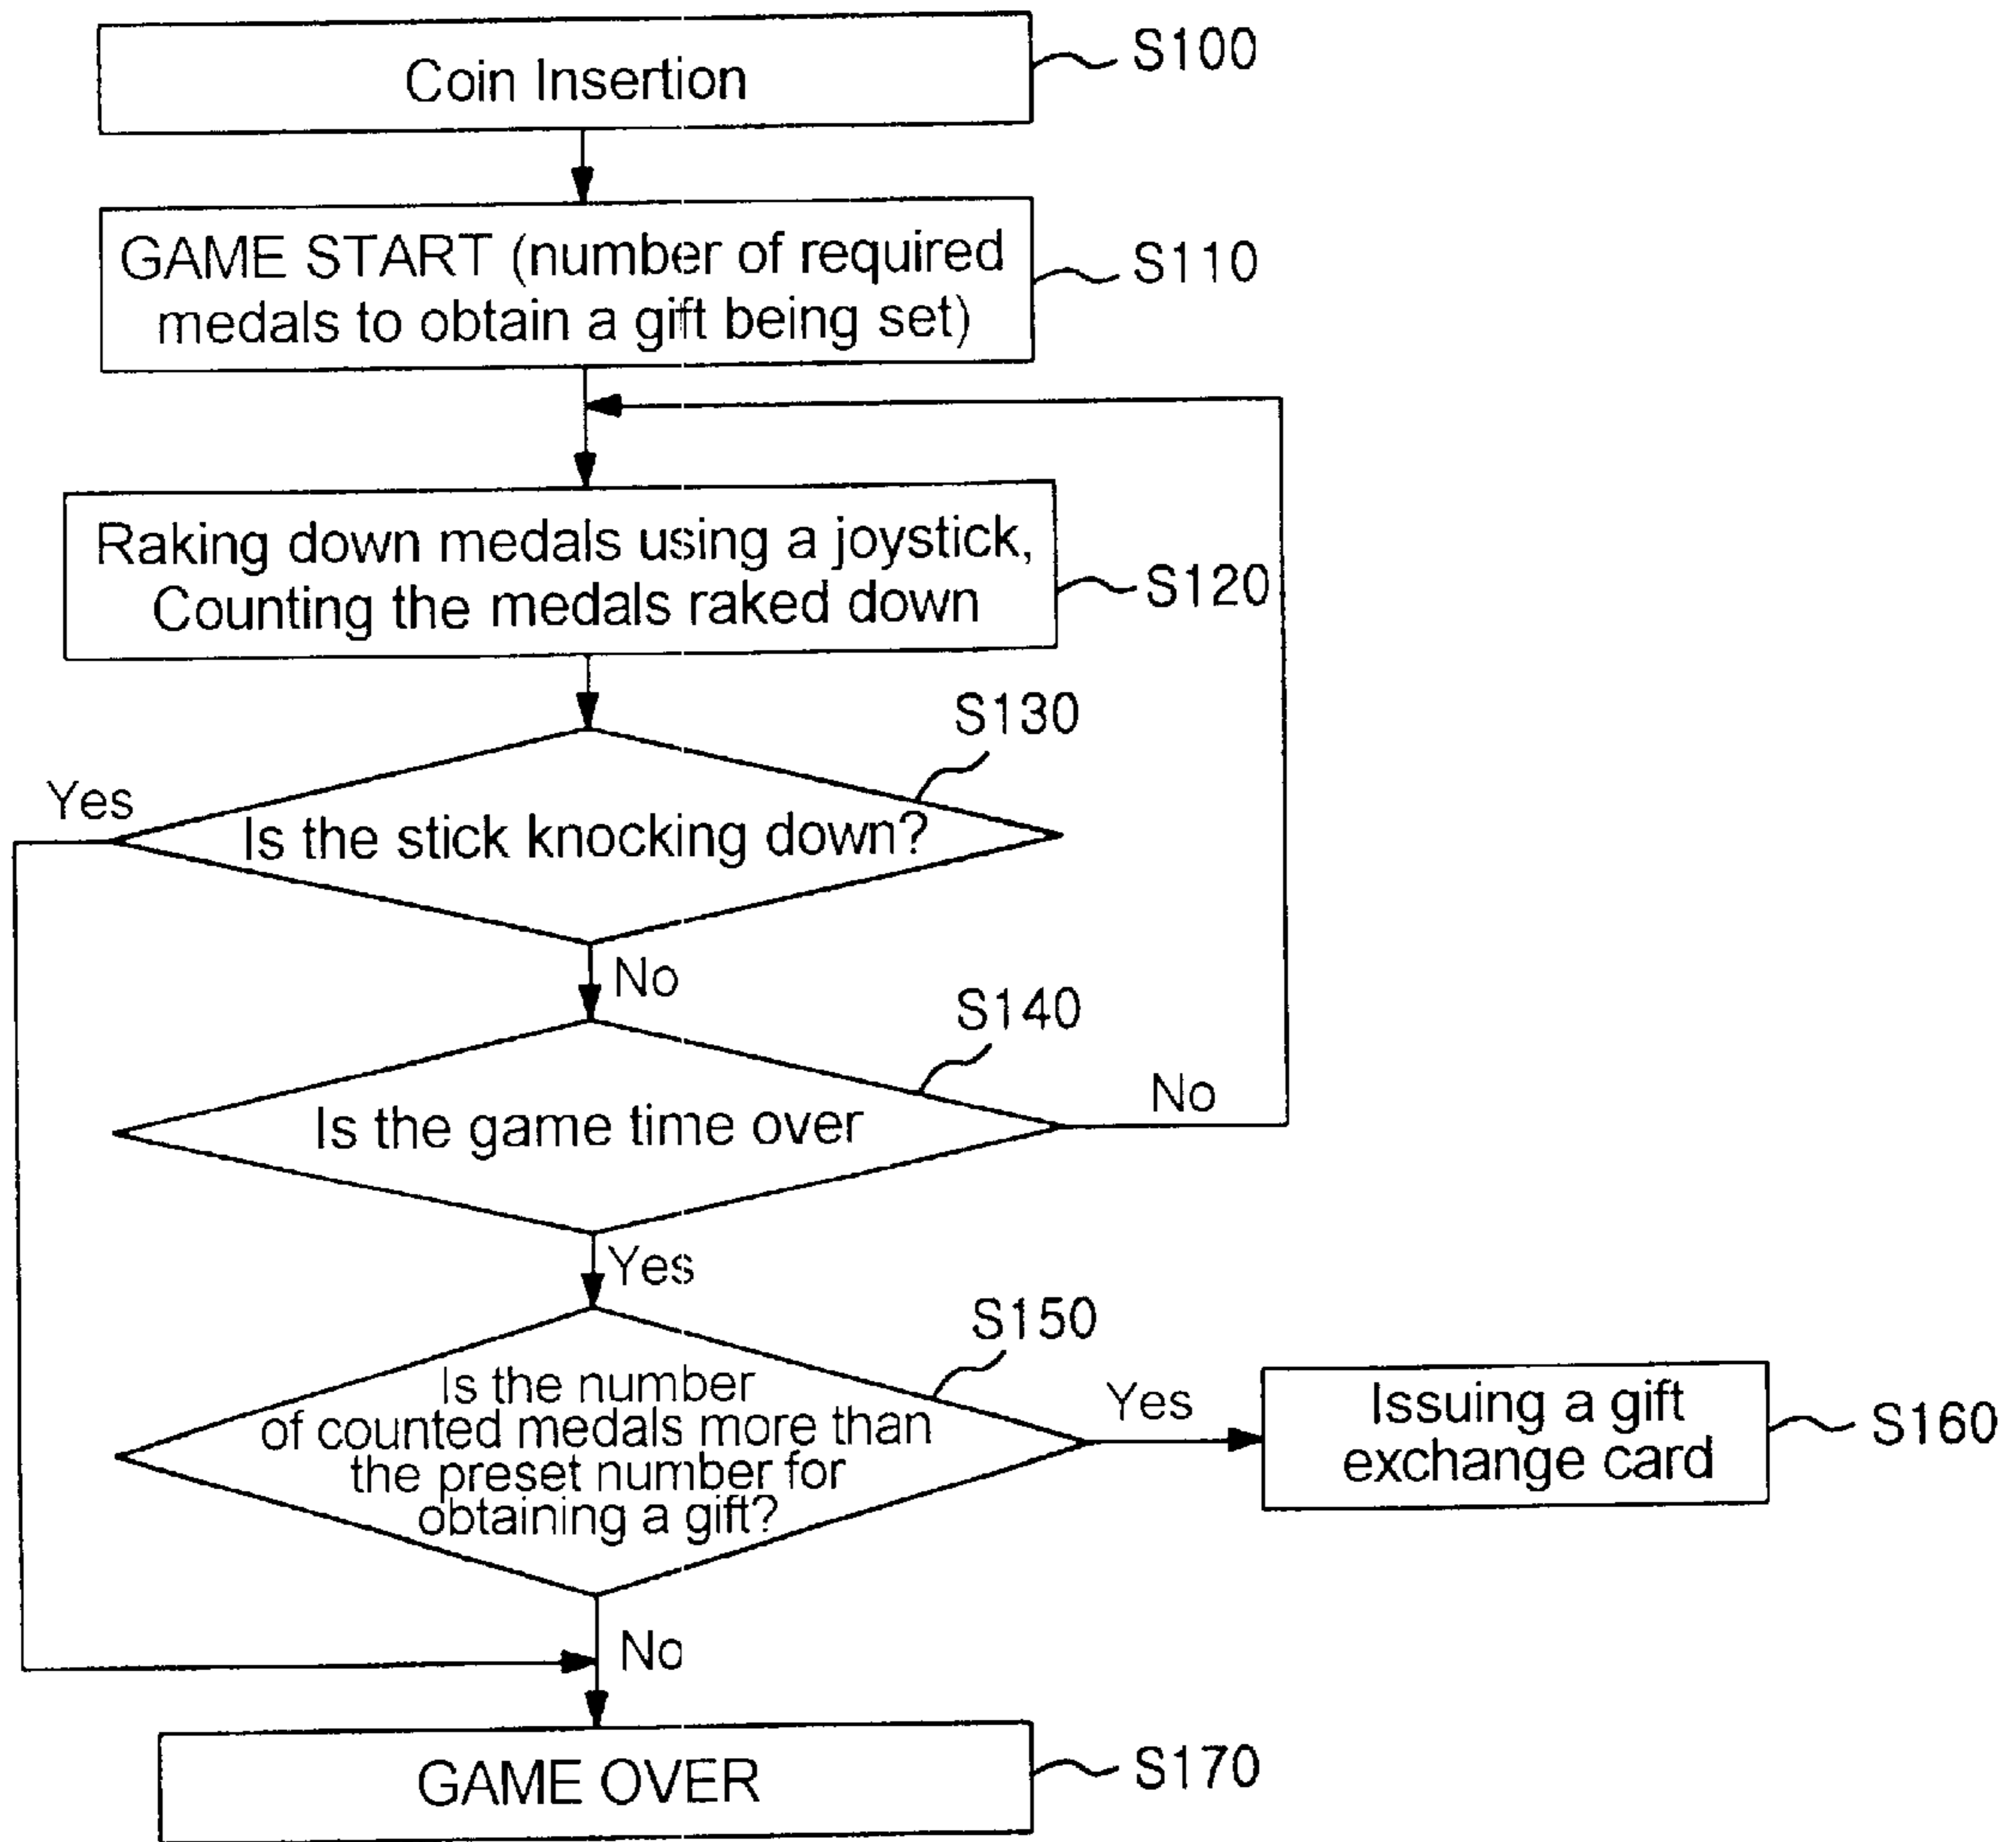 Coin Insertion
S100
GAME START (number of required
medals to obtain a gift being set)
S110
Raking down medals using a joystick,
Counting the medals raked down
S120
S130
Yes
Is the stick knocking down?
No
S140
Is the game time over
No
Yes
S150
Is the number
of counted medals more than
the preset number for
obtaining a gift?
Yes
Issuing a gift
exchange card
S160
No
GAME OVER
S170